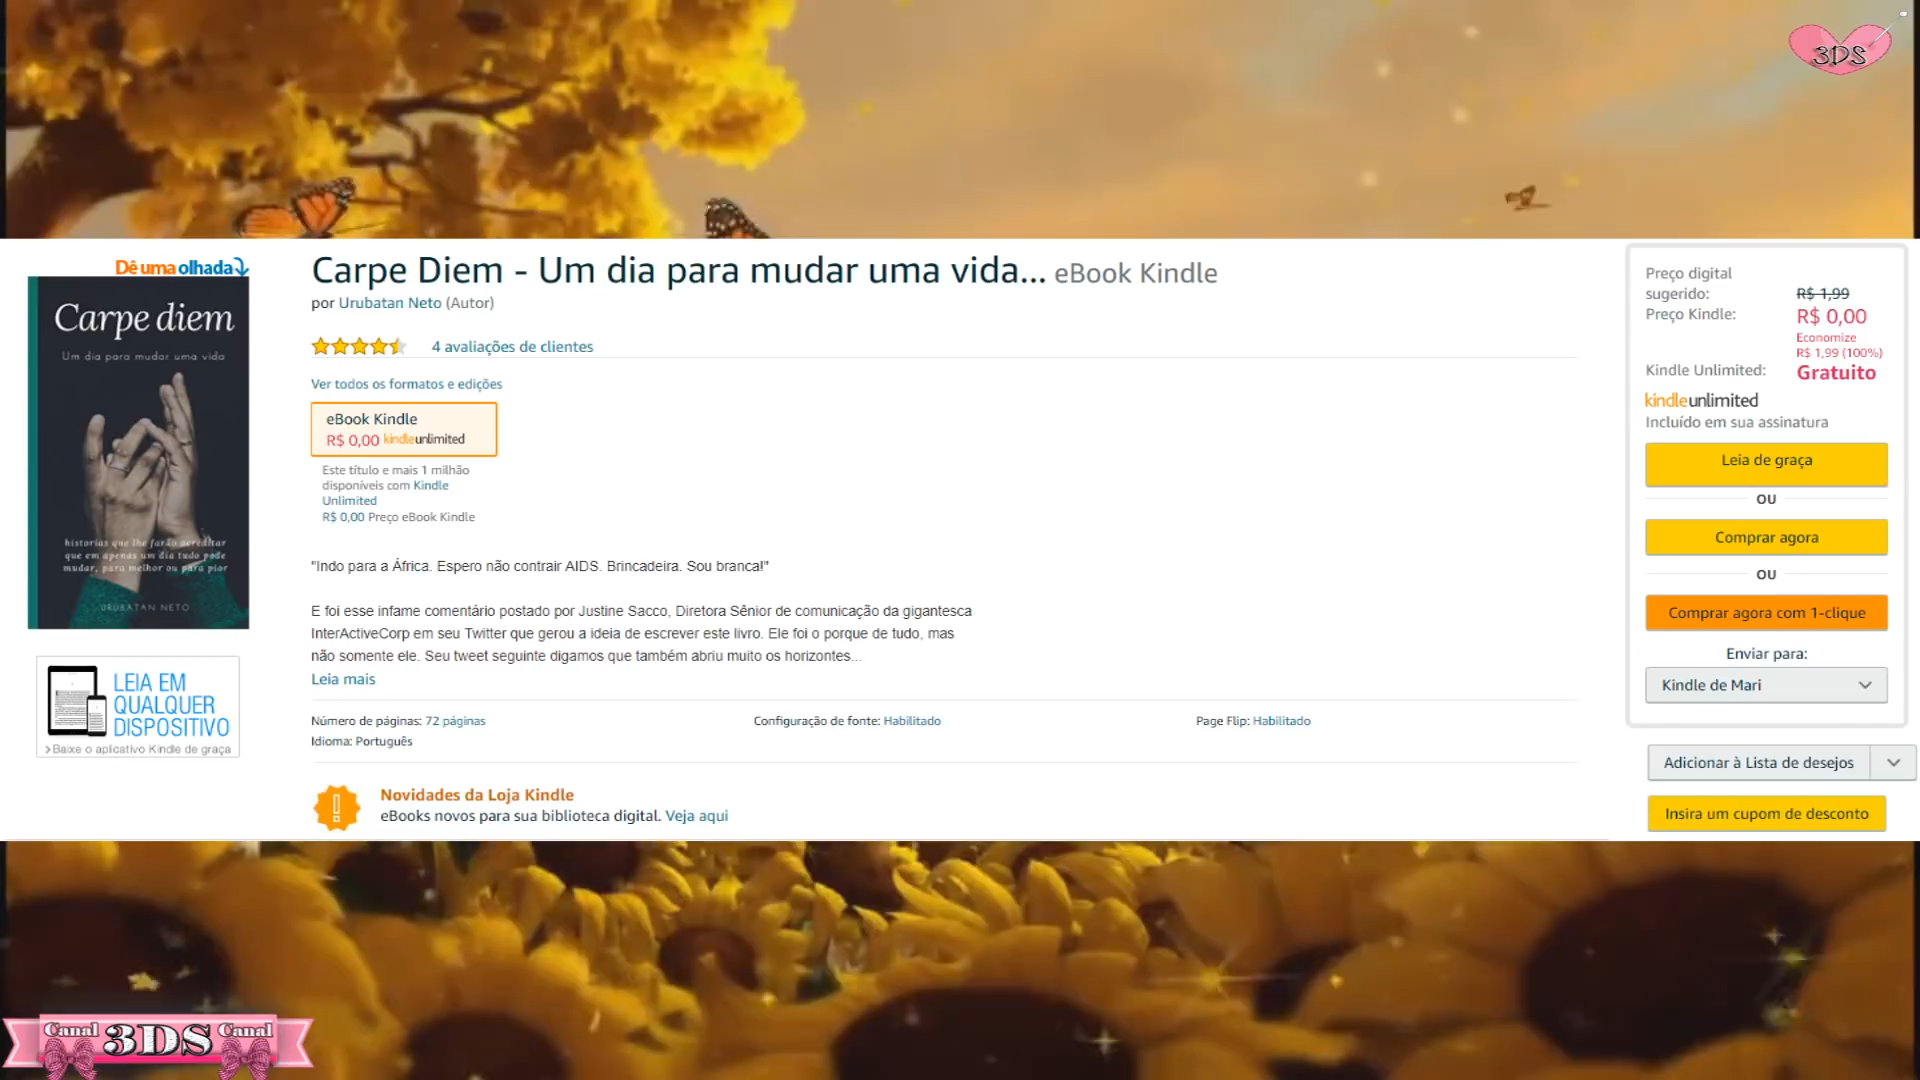 3DS
Dê uma olhada
Carpe diem
Um dia para mudar uma vida
historias que lhe farão acreditar
que em apenas um dia tudo pode
mudar, para melhor ou para pior
URUBATAN NETO
LEIA EM
QUALQUER
DISPOSITIVO
›Baixe o aplicativo Kindle de graça
Carpe Diem - Um dia para mudar uma vida... eBook Kindle
por Urubatan Neto (Autor)
4 avaliações de clientes
Ver todos os formatos e edições
eBook Kindle
R$ 0,00 kindleunlimited
Este título e mais 1 milhão
disponíveis com Kindle
Unlimited
R$ 0,00 Preço eBook Kindle
"Indo para a África. Espero não contrair AIDS. Brincadeira. Sou branca!"
E foi esse infame comentário postado por Justine Sacco, Diretora Sênior de comunicação da gigantesca
InterActiveCorp em seu Twitter que gerou a ideia de escrever este livro. Ele foi o porque de tudo, mas
não somente ele. Seu tweet seguinte digamos que também abriu muito os horizontes...
Leia mais
Número de páginas: 72 páginas
Configuração de fonte: Habilitado
Page Flip: Habilitado
Idioma: Português
Novidades da Loja Kindle
eBooks novos para sua biblioteca digital. Veja aqui
Preço digital
sugerido: R$ 1,99
Preço Kindle: R$ 0,00
Economize
R$ 1,99 (100%)
Kindle Unlimited: Gratuito
kindleunlimited
Incluído em sua assinatura
Leia de graça
OU
Comprar agora
OU
Comprar agora com 1-clique
Enviar para:
Kindle de Mari
Adicionar à Lista de desejos
Insira um cupom de desconto
Canal 3DS Canal